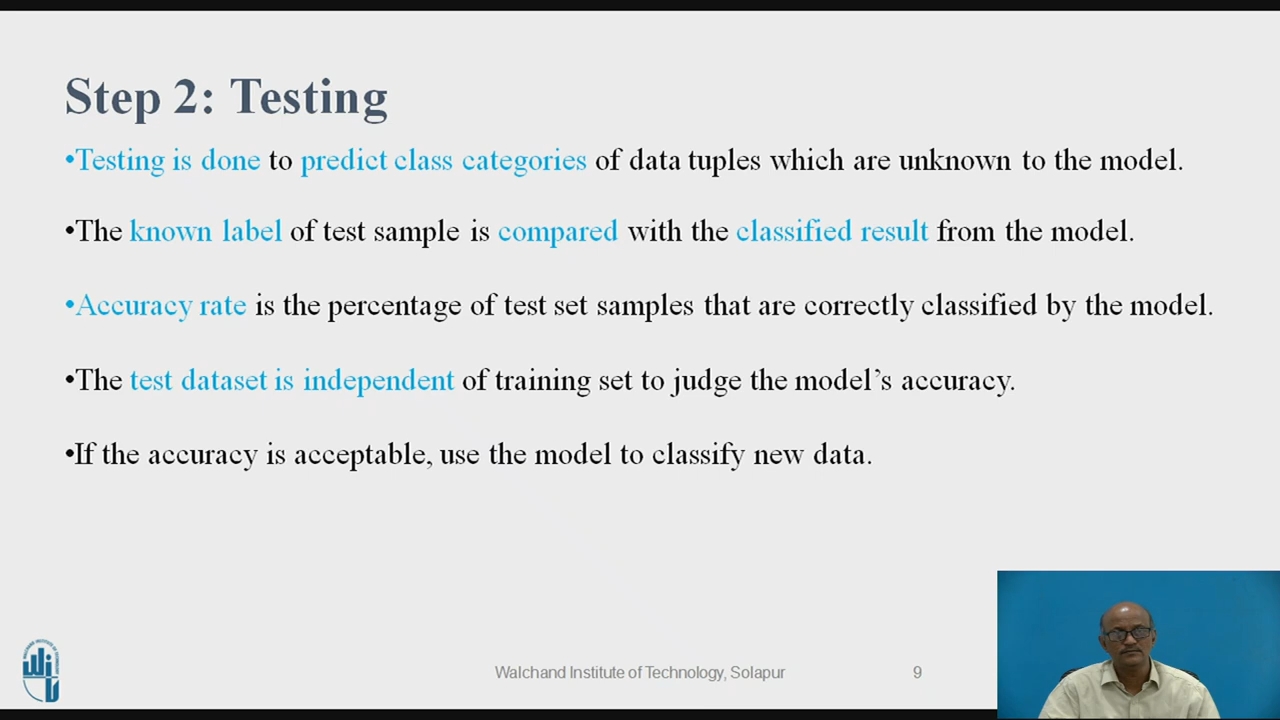 Step 2: Testing
•Testing is done to predict class categories of data tuples which are unknown to the model.
•The known label of test sample is compared with the classified result from the model.
•Accuracy rate is the percentage of test set samples that are correctly classified by the model.
•The test dataset is independent of training set to judge the model’s accuracy.
•If the accuracy is acceptable, use the model to classify new data.
Walchand Institute of Technology, Solapur
9